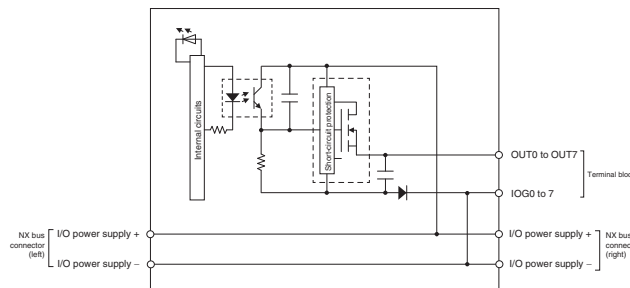 Internal circuits
Short-circuit protection
OUT0 to OUT7
IOG0 to 7
Terminal bloc
NX bus
connector
(left)
I/O power supply +
I/O power supply −
I/O power supply +
I/O power supply −
NX bus
connec
(right)